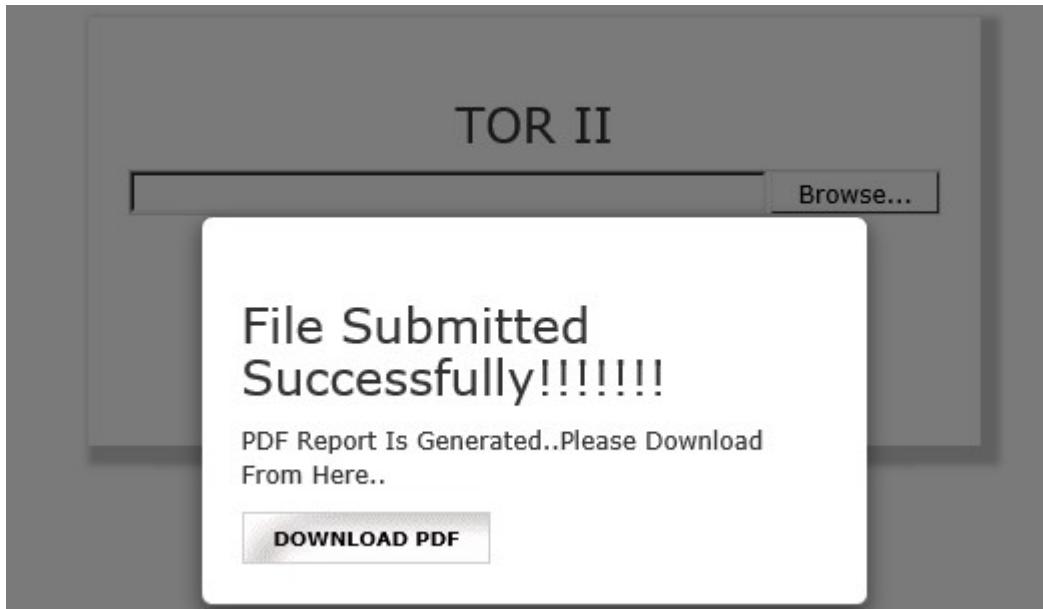 TOR II
Browse...
File Submitted
Successfully!!!!!!!
PDF Report Is Generated..Please Download
From Here..
DOWNLOAD PDF